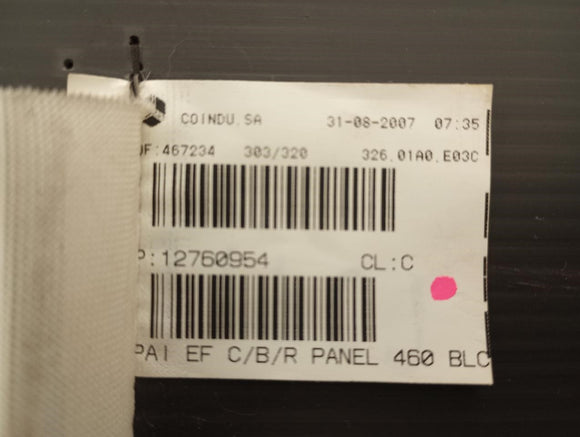 COINDU.SA 31-08-2007 07:35
OF:467234 303/320 326.01A0.E03C
P:12760954 CL:C
PAI EF C/B/R PANEL 460 BLC